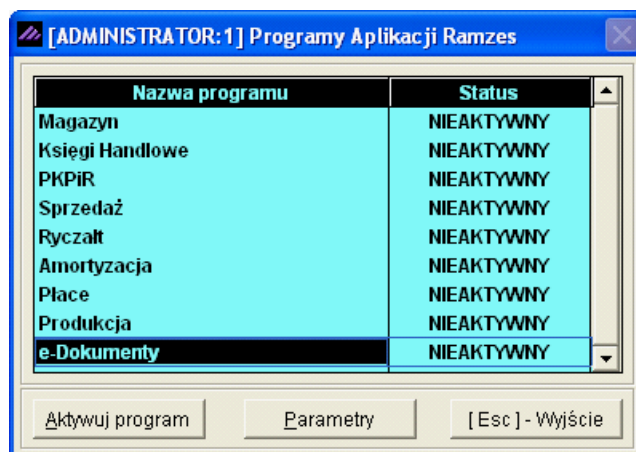 [ADMINISTRATOR:1] Programy Aplikacji Ramzes
Nazwa programu Status
Magazyn NIEAKTYWNY
Księgi Handlowe NIEAKTYWNY
PKPiR NIEAKTYWNY
Sprzedaż NIEAKTYWNY
Ryczałt NIEAKTYWNY
Amortyzacja NIEAKTYWNY
Płace NIEAKTYWNY
Produkcja NIEAKTYWNY
e-Dokumenty NIEAKTYWNY
Aktywuj program Parametry [ Esc ] - Wyjście